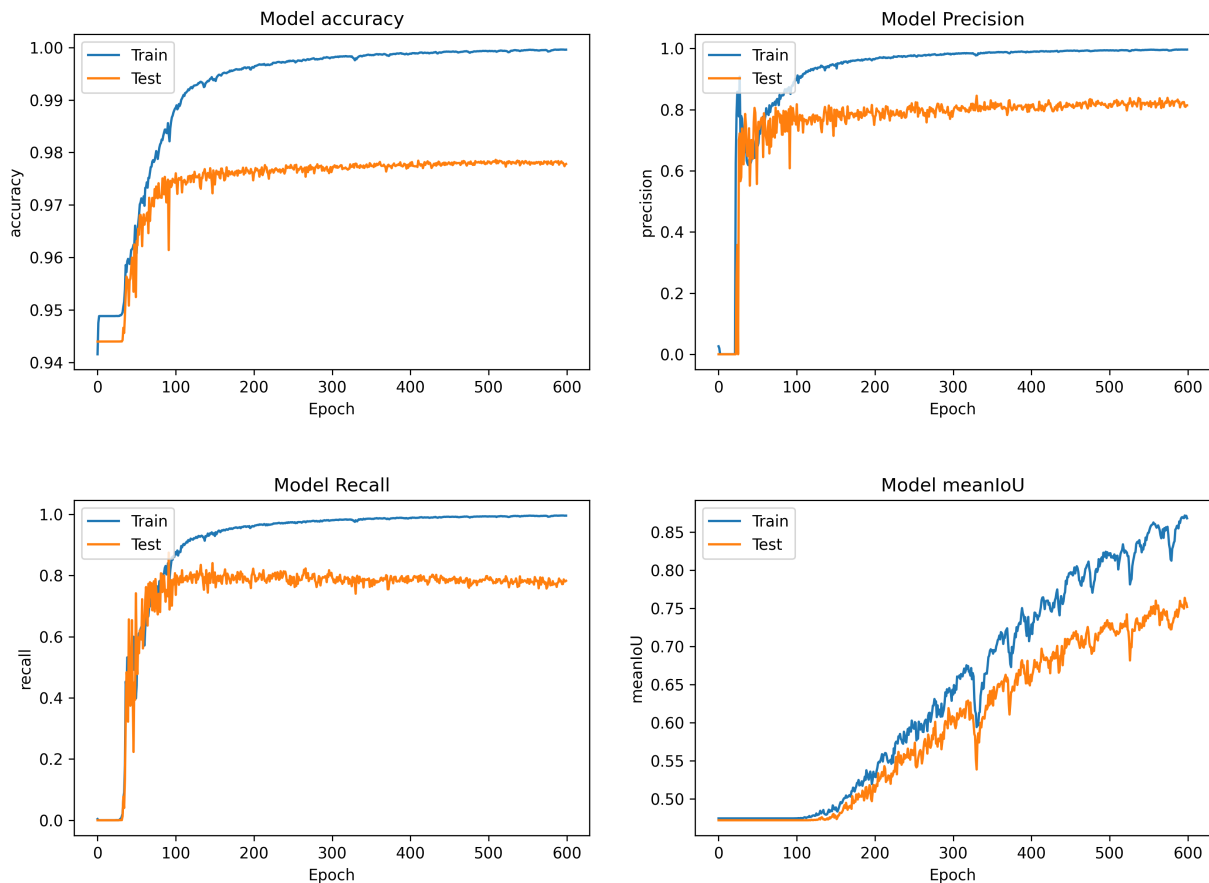 Model accuracy
Train
Test
1.00
0.99
0.98
0.97
0.96
0.95
0.94
accuracy
0 100 200 300 400 500 600
Epoch
Model Precision
Train
Test
1.0
0.8
0.6
0.4
0.2
0.0
precision
0 100 200 300 400 500 600
Epoch
Model Recall
Train
Test
1.0
0.8
0.6
0.4
0.2
0.0
recall
0 100 200 300 400 500 600
Epoch
Model meanIoU
Train
Test
0.85
0.80
0.75
0.70
0.65
0.60
0.55
0.50
meanIoU
0 100 200 300 400 500 600
Epoch